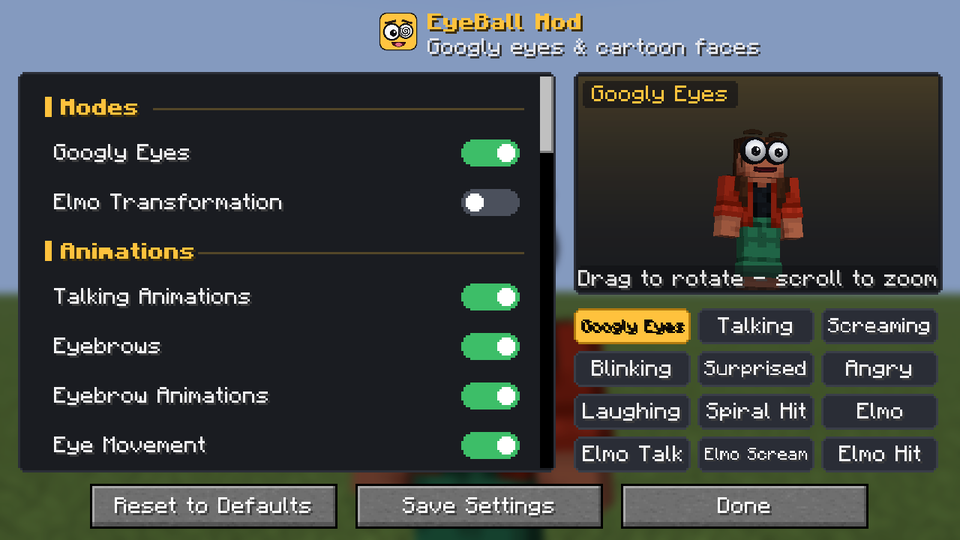 EyeBall Mod
Googly eyes & cartoon faces
Modes
Googly Eyes
Elmo Transformation
Animations
Talking Animations
Eyebrows
Eyebrow Animations
Eye Movement
Googly Eyes
Drag to rotate - scroll to zoom
Googly Eyes Talking Screaming
Blinking Surprised Angry
Laughing Spiral Hit Elmo
Elmo Talk Elmo Scream Elmo Hit
Reset to Defaults Save Settings Done